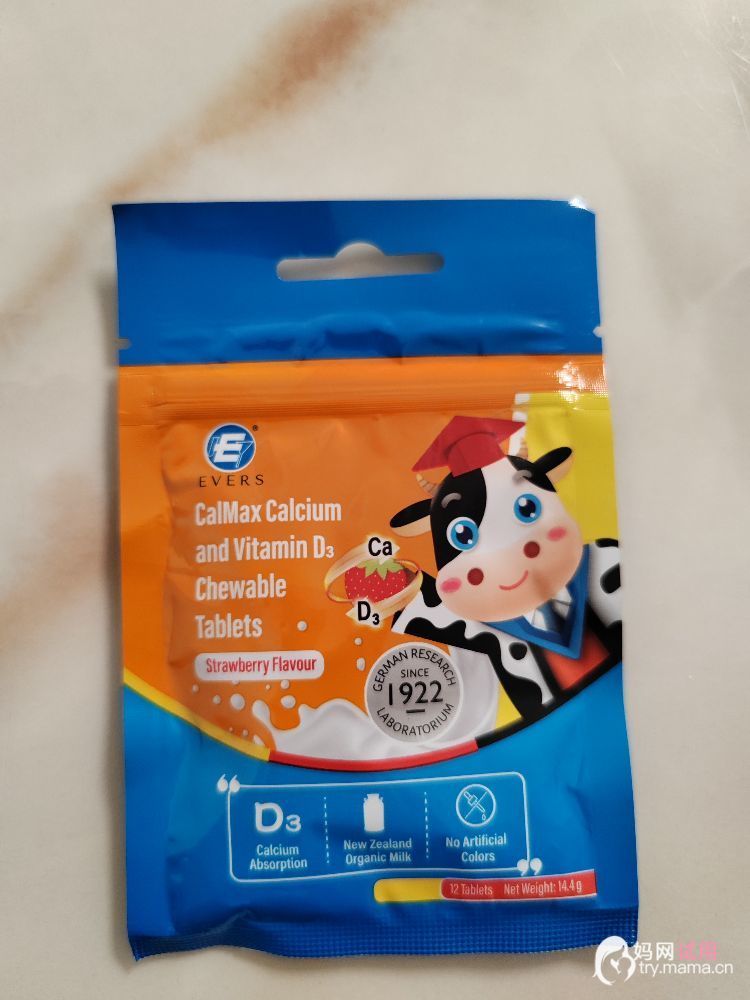 E
®
EVERS
CalMax Calcium
and Vitamin D₃
Chewable
Tablets
Strawberry Flavour
Ca
D₃
GERMAN RESEARCH
SINCE
1922
LABORATORIUM
D₃
Calcium
Absorption
New Zealand
Organic Milk
No Artificial
Colors
12 Tablets Net Weight: 14.4g
妈网试用
try.mama.cn